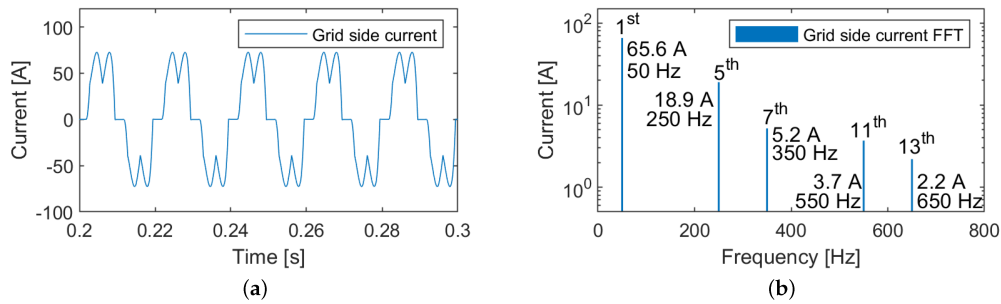 100
50
0
-50
-100
Current [A]
Grid side current
0.2
0.22
0.24
0.26
0.28
0.3
Time [s]
(a)
10²
10¹
10⁰
Current [A]
Grid side current FFT
1st
65.6 A
50 Hz
5th
18.9 A
250 Hz
7th
5.2 A
350 Hz
11th
3.7 A
550 Hz
13th
2.2 A
650 Hz
0
200
400
600
800
Frequency [Hz]
(b)